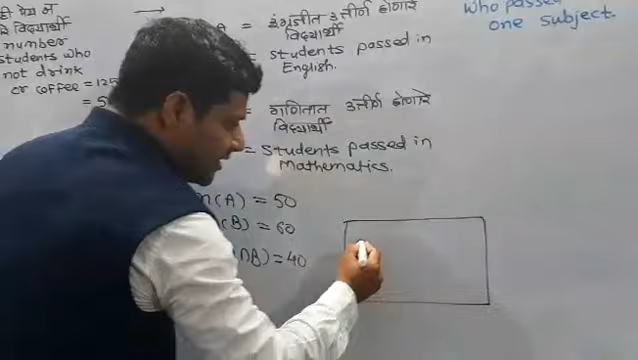 number
students who
not drink
or coffee = 125
A = इंग्रजीत उत्तीर्ण होणारे
विद्यार्थी
= students passed in
English.
= गणितात उत्तीर्ण होणारे
विद्यार्थी
= students passed in
Mathematics.
n(A) = 50
(B) = 60
∩B) = 40
who passed
one subject.